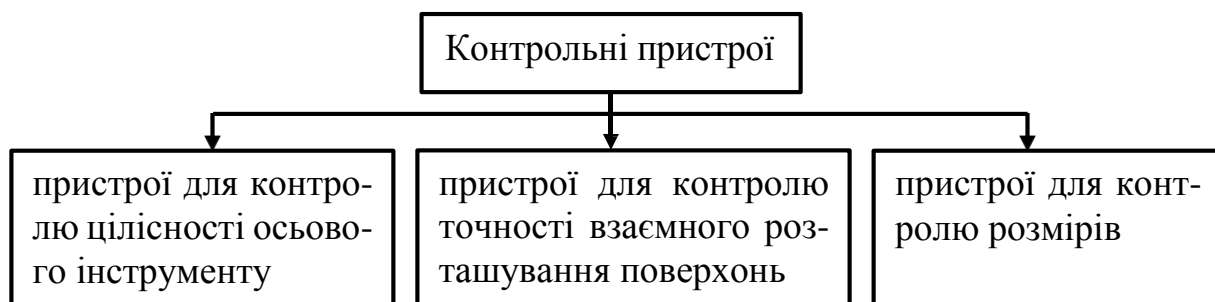 Контрольні пристрої
пристрої для контро-
лю цілісності осьово-
го інструменту
пристрої для контролю
точності взаємного роз-
ташування поверхонь
пристрої для конт-
ролю розмірів